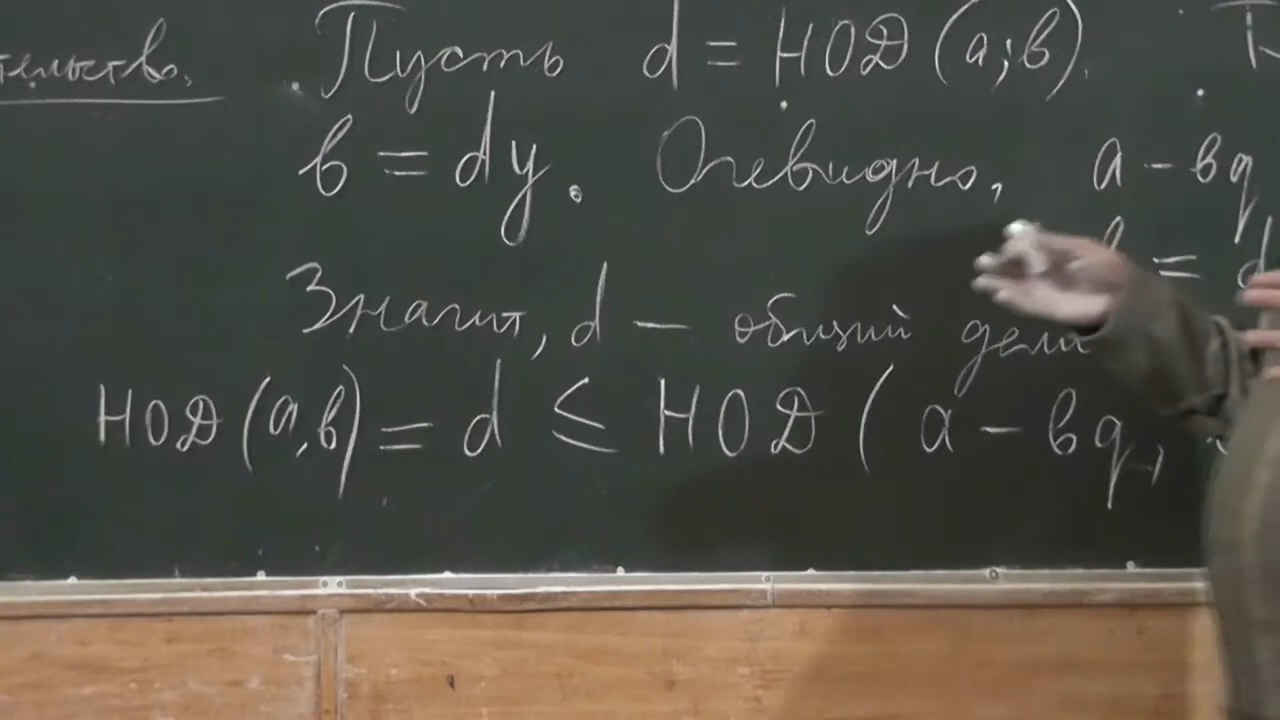 тельство.
Пусть d = НОД (a; b).
b = dy. Очевидно, a - bq
= d
Значит, d — общий дели
НОД (a, b) = d ≤ НОД ( a - bq,